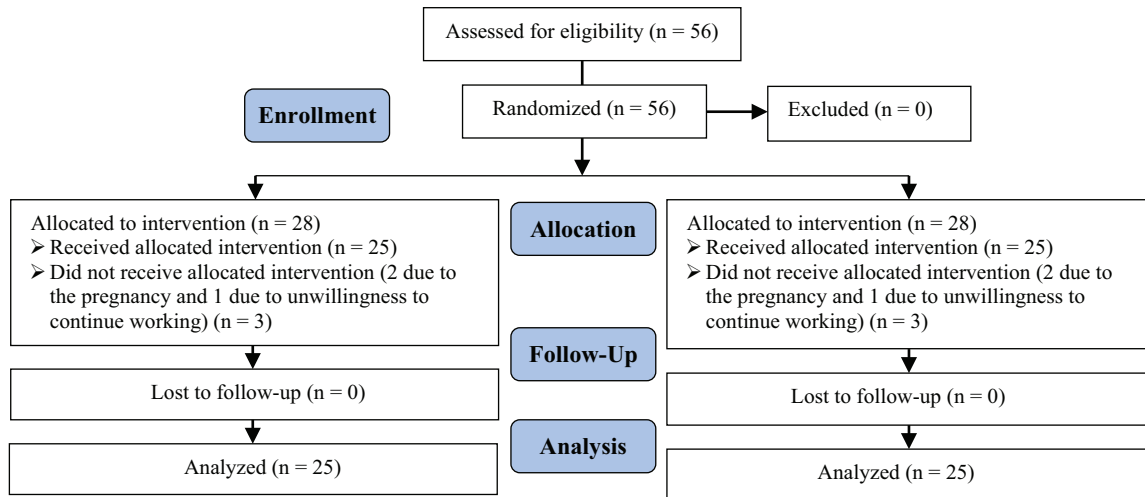 Assessed for eligibility (n = 56)
Enrollment
Randomized (n = 56)
Excluded (n = 0)
Allocated to intervention (n = 28)
➢ Received allocated intervention (n = 25)
➢ Did not receive allocated intervention (2 due to
the pregnancy and 1 due to unwillingness to
continue working) (n = 3)
Allocation
Allocated to intervention (n = 28)
➢ Received allocated intervention (n = 25)
➢ Did not receive allocated intervention (2 due to
the pregnancy and 1 due to unwillingness to
continue working) (n = 3)
Follow-Up
Lost to follow-up (n = 0)
Lost to follow-up (n = 0)
Analysis
Analyzed (n = 25)
Analyzed (n = 25)